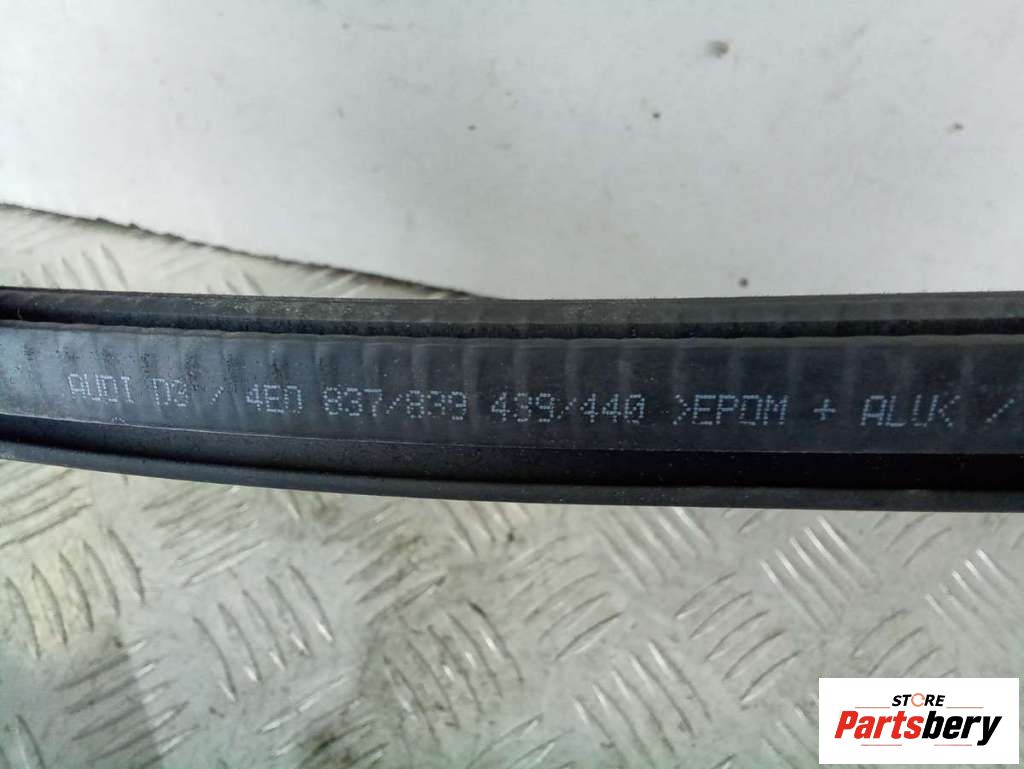 AUDI D3 / 4E0 837/839 439/440 >EPDM + ALUK /
STORE
Partsbery